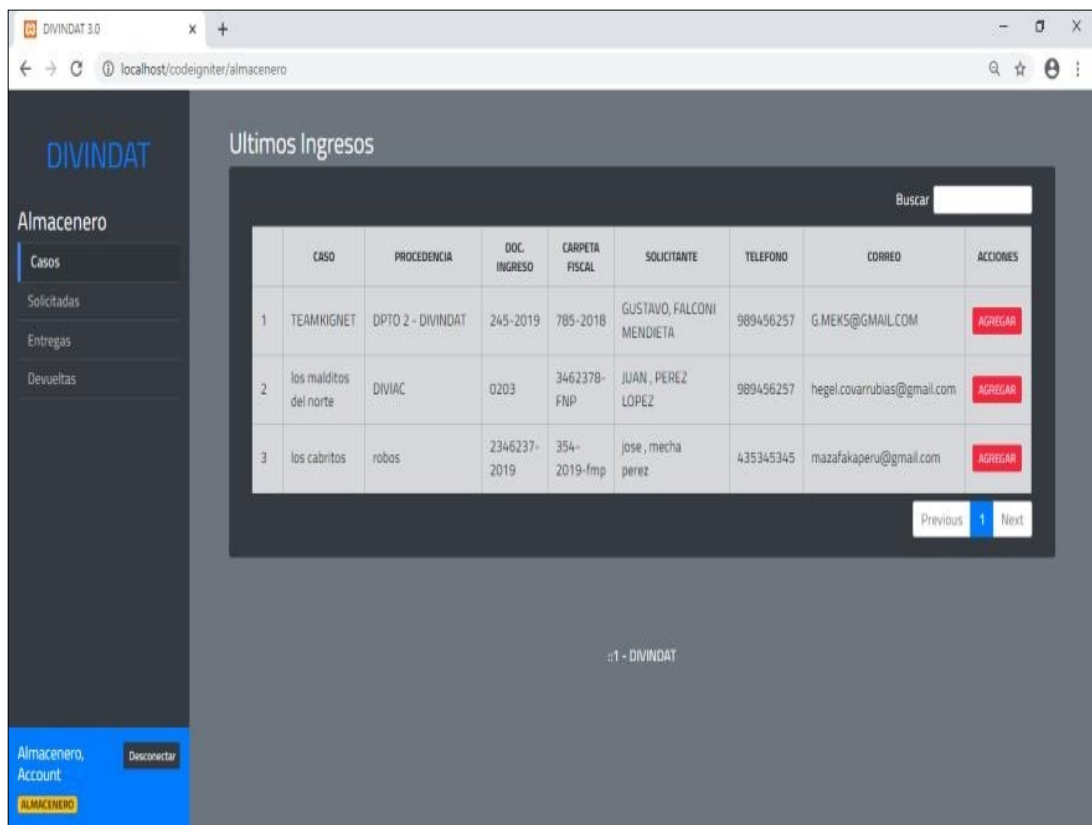 DIVINDAT 3.0
localhost/codeigniter/almacenero
DIVINDAT
Almacenero
Casos
Solicitadas
Entregas
Devueltas
Ultimos Ingresos
Buscar
CASO PROCEDENCIA DOC. INGRESO CARPETA FISCAL SOLICITANTE TELEFONO CORREO ACCIONES
1 TEAMKIGNET DPTO 2 - DIVINDAT 245-2019 785-2018 GUSTAVO, FALCONI MENDIETA 989456257 G.MEKS@GMAIL.COM AGREGAR
2 los malditos del norte DIVIAC 0203 3462378-FNP JUAN , PEREZ LOPEZ 989456257 hegel.covarrubias@gmail.com AGREGAR
3 los cabritos robos 2346237-2019 354-2019-fmp jose , mecha perez 435345345 mazafakaperu@gmail.com AGREGAR
Previous 1 Next
::1 - DIVINDAT
Almacenero, Account
Desconectar
ALMACENERO